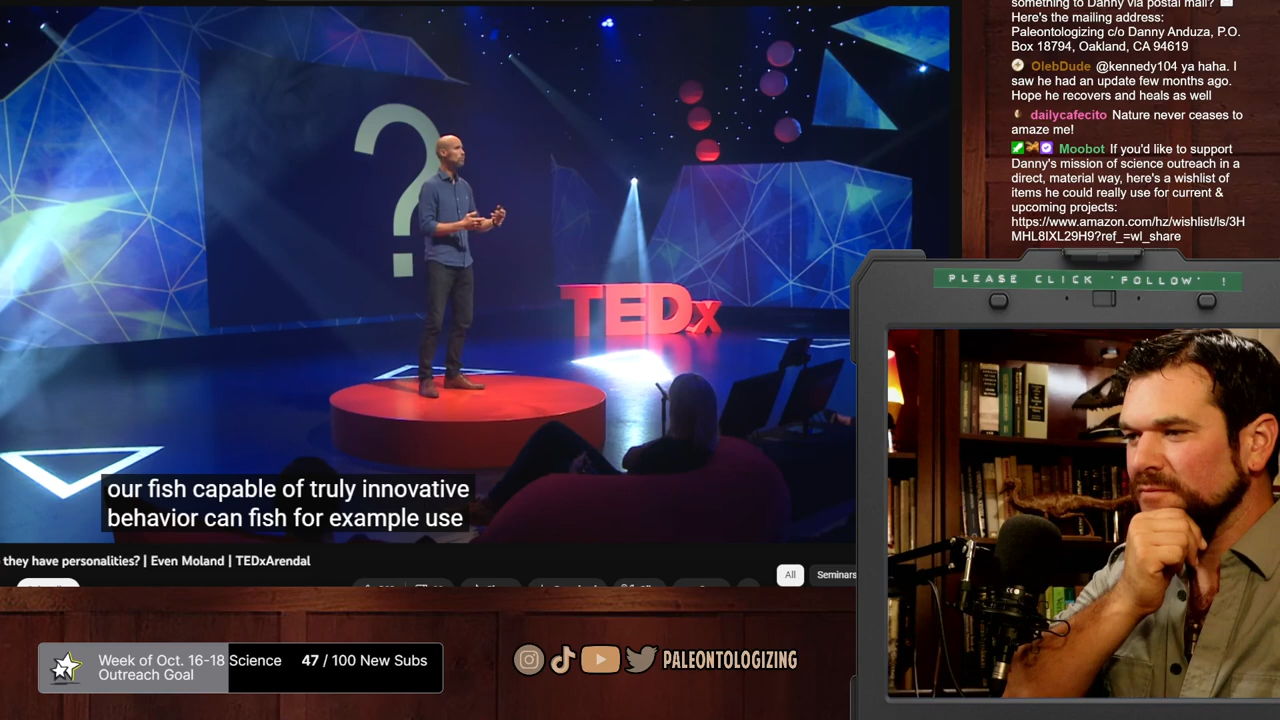 ?
TEDx
our fish capable of truly innovative
behavior can fish for example use
they have personalities? | Even Moland | TEDxArendal
All
Seminars
something to Danny via postal mail?
Here's the mailing address:
Paleontologizing c/o Danny Anduza, P.O.
Box 18794, Oakland, CA 94619
OlebDude @kennedy104 ya haha. I
saw he had an update few months ago.
Hope he recovers and heals as well
dailycafecito Nature never ceases to
amaze me!
Moobot If you'd like to support
Danny's mission of science outreach in a
direct, material way, here's a wishlist of
items he could really use for current &
upcoming projects:
https://www.amazon.com/hz/wishlist/ls/3H
MHL8IXL29H9?ref_=wl_share
PLEASE CLICK 'FOLLOW' !
Week of Oct. 16-18 Science
Outreach Goal
47 / 100 New Subs
PALEONTOLOGIZING